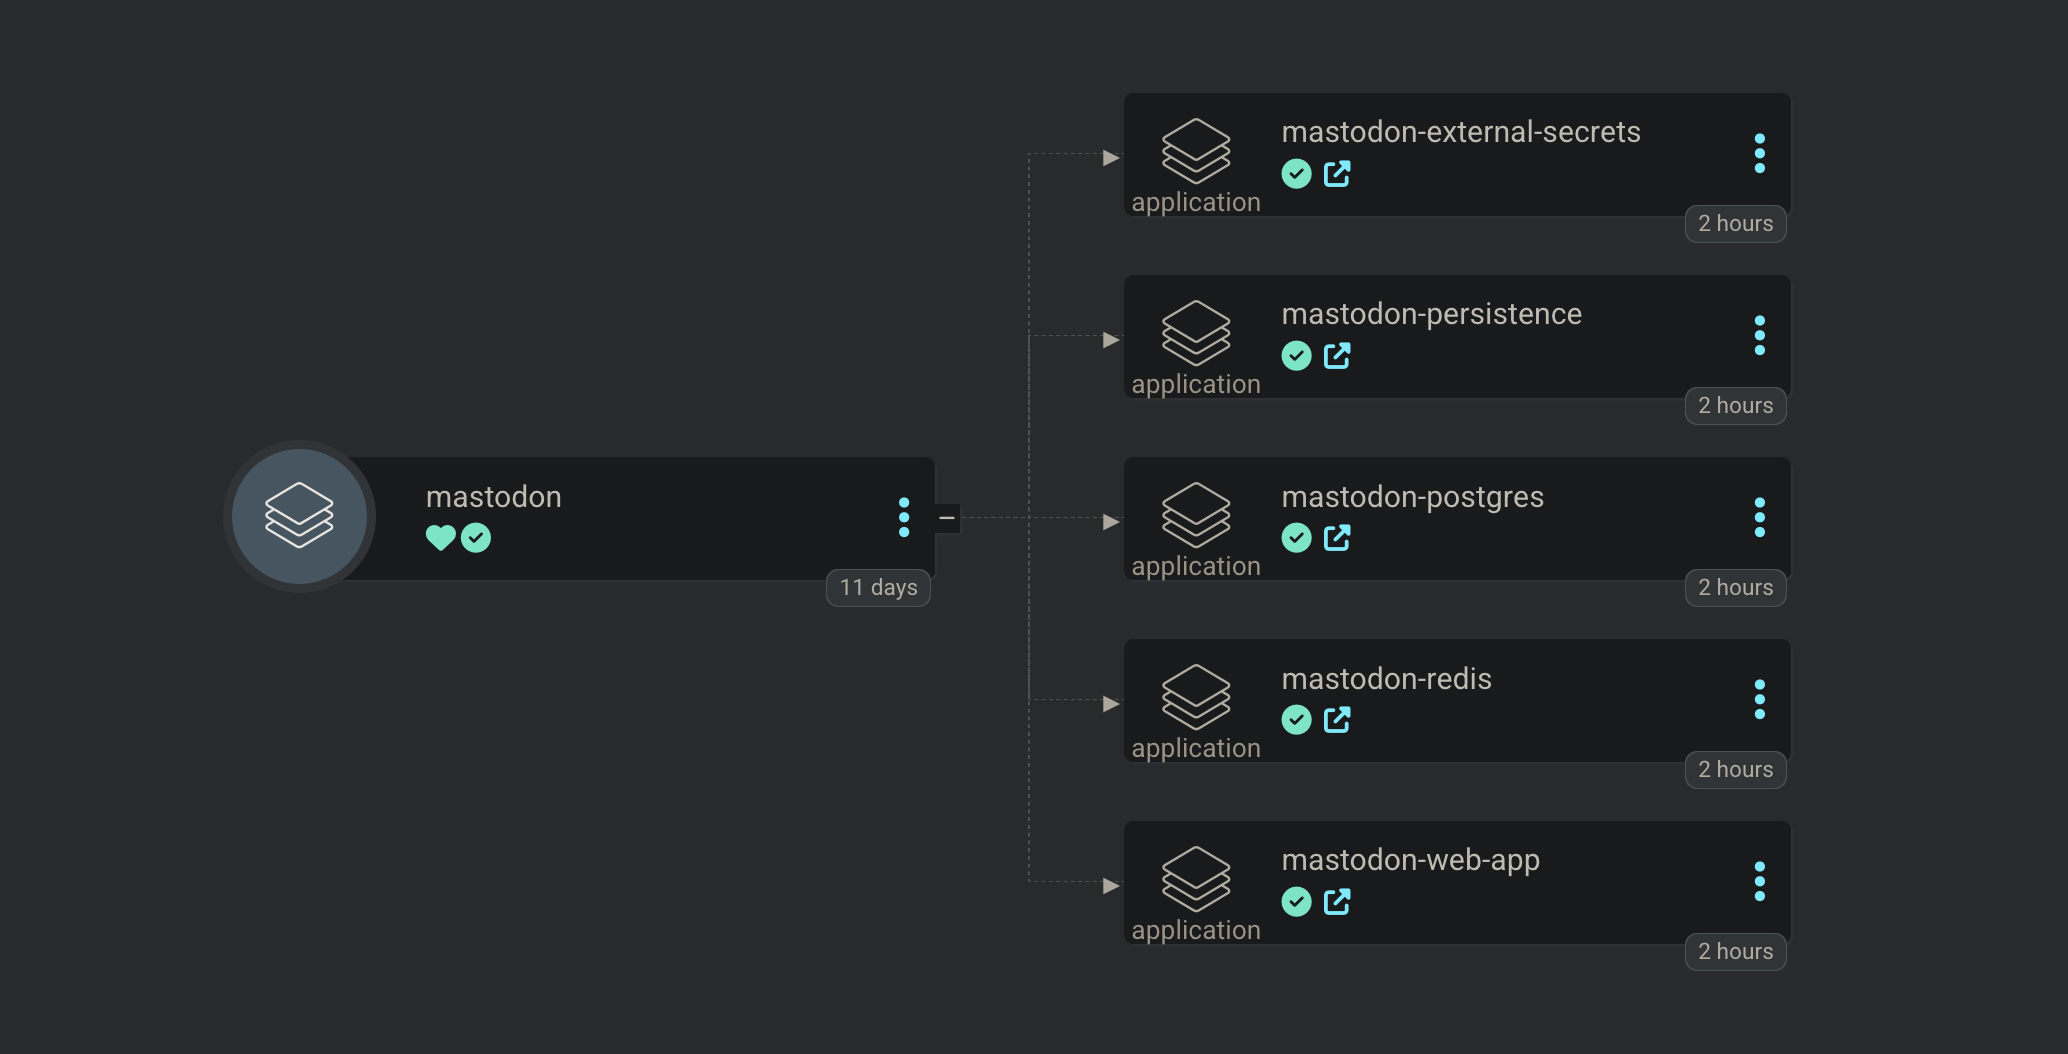 mastodon
11 days
mastodon-external-secrets
application
2 hours
mastodon-persistence
application
2 hours
mastodon-postgres
application
2 hours
mastodon-redis
application
2 hours
mastodon-web-app
application
2 hours